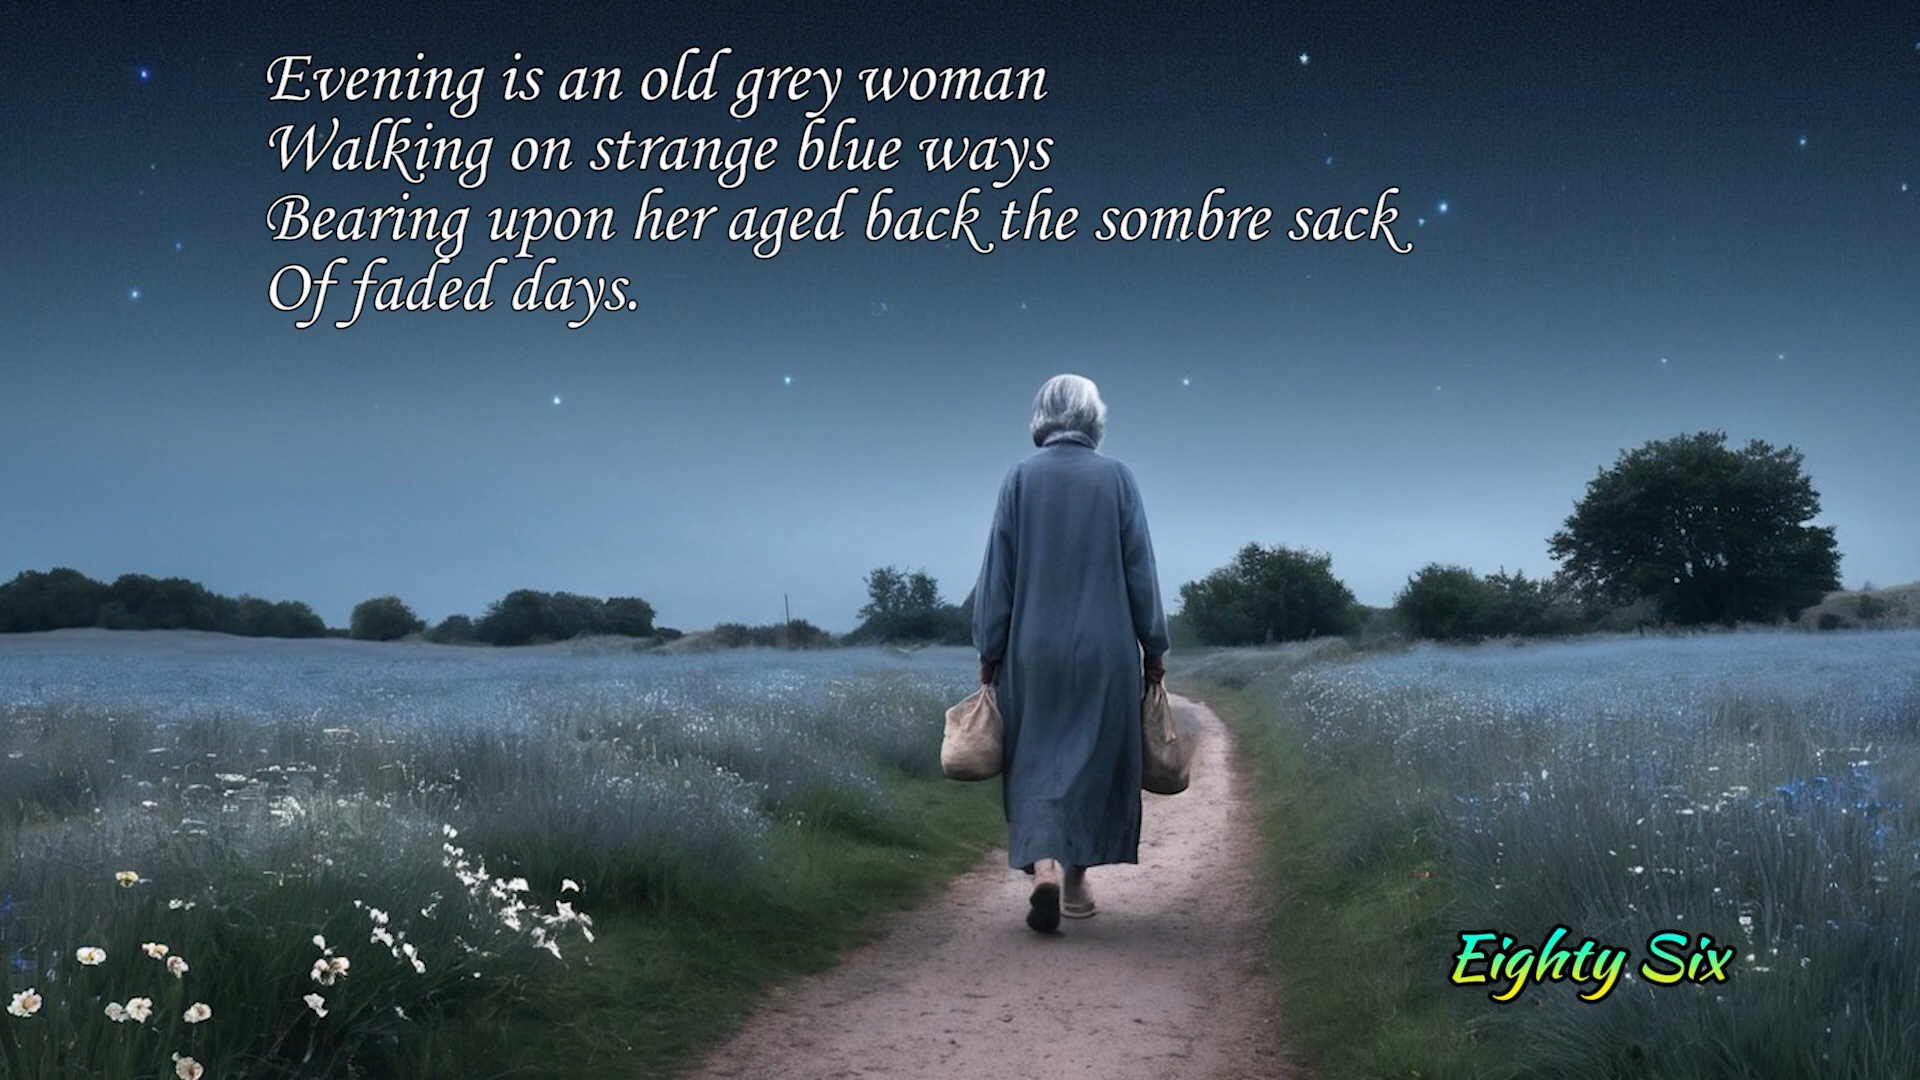 Evening is an old grey woman
Walking on strange blue ways
Bearing upon her aged back the sombre sack
Of faded days.
Eighty Six